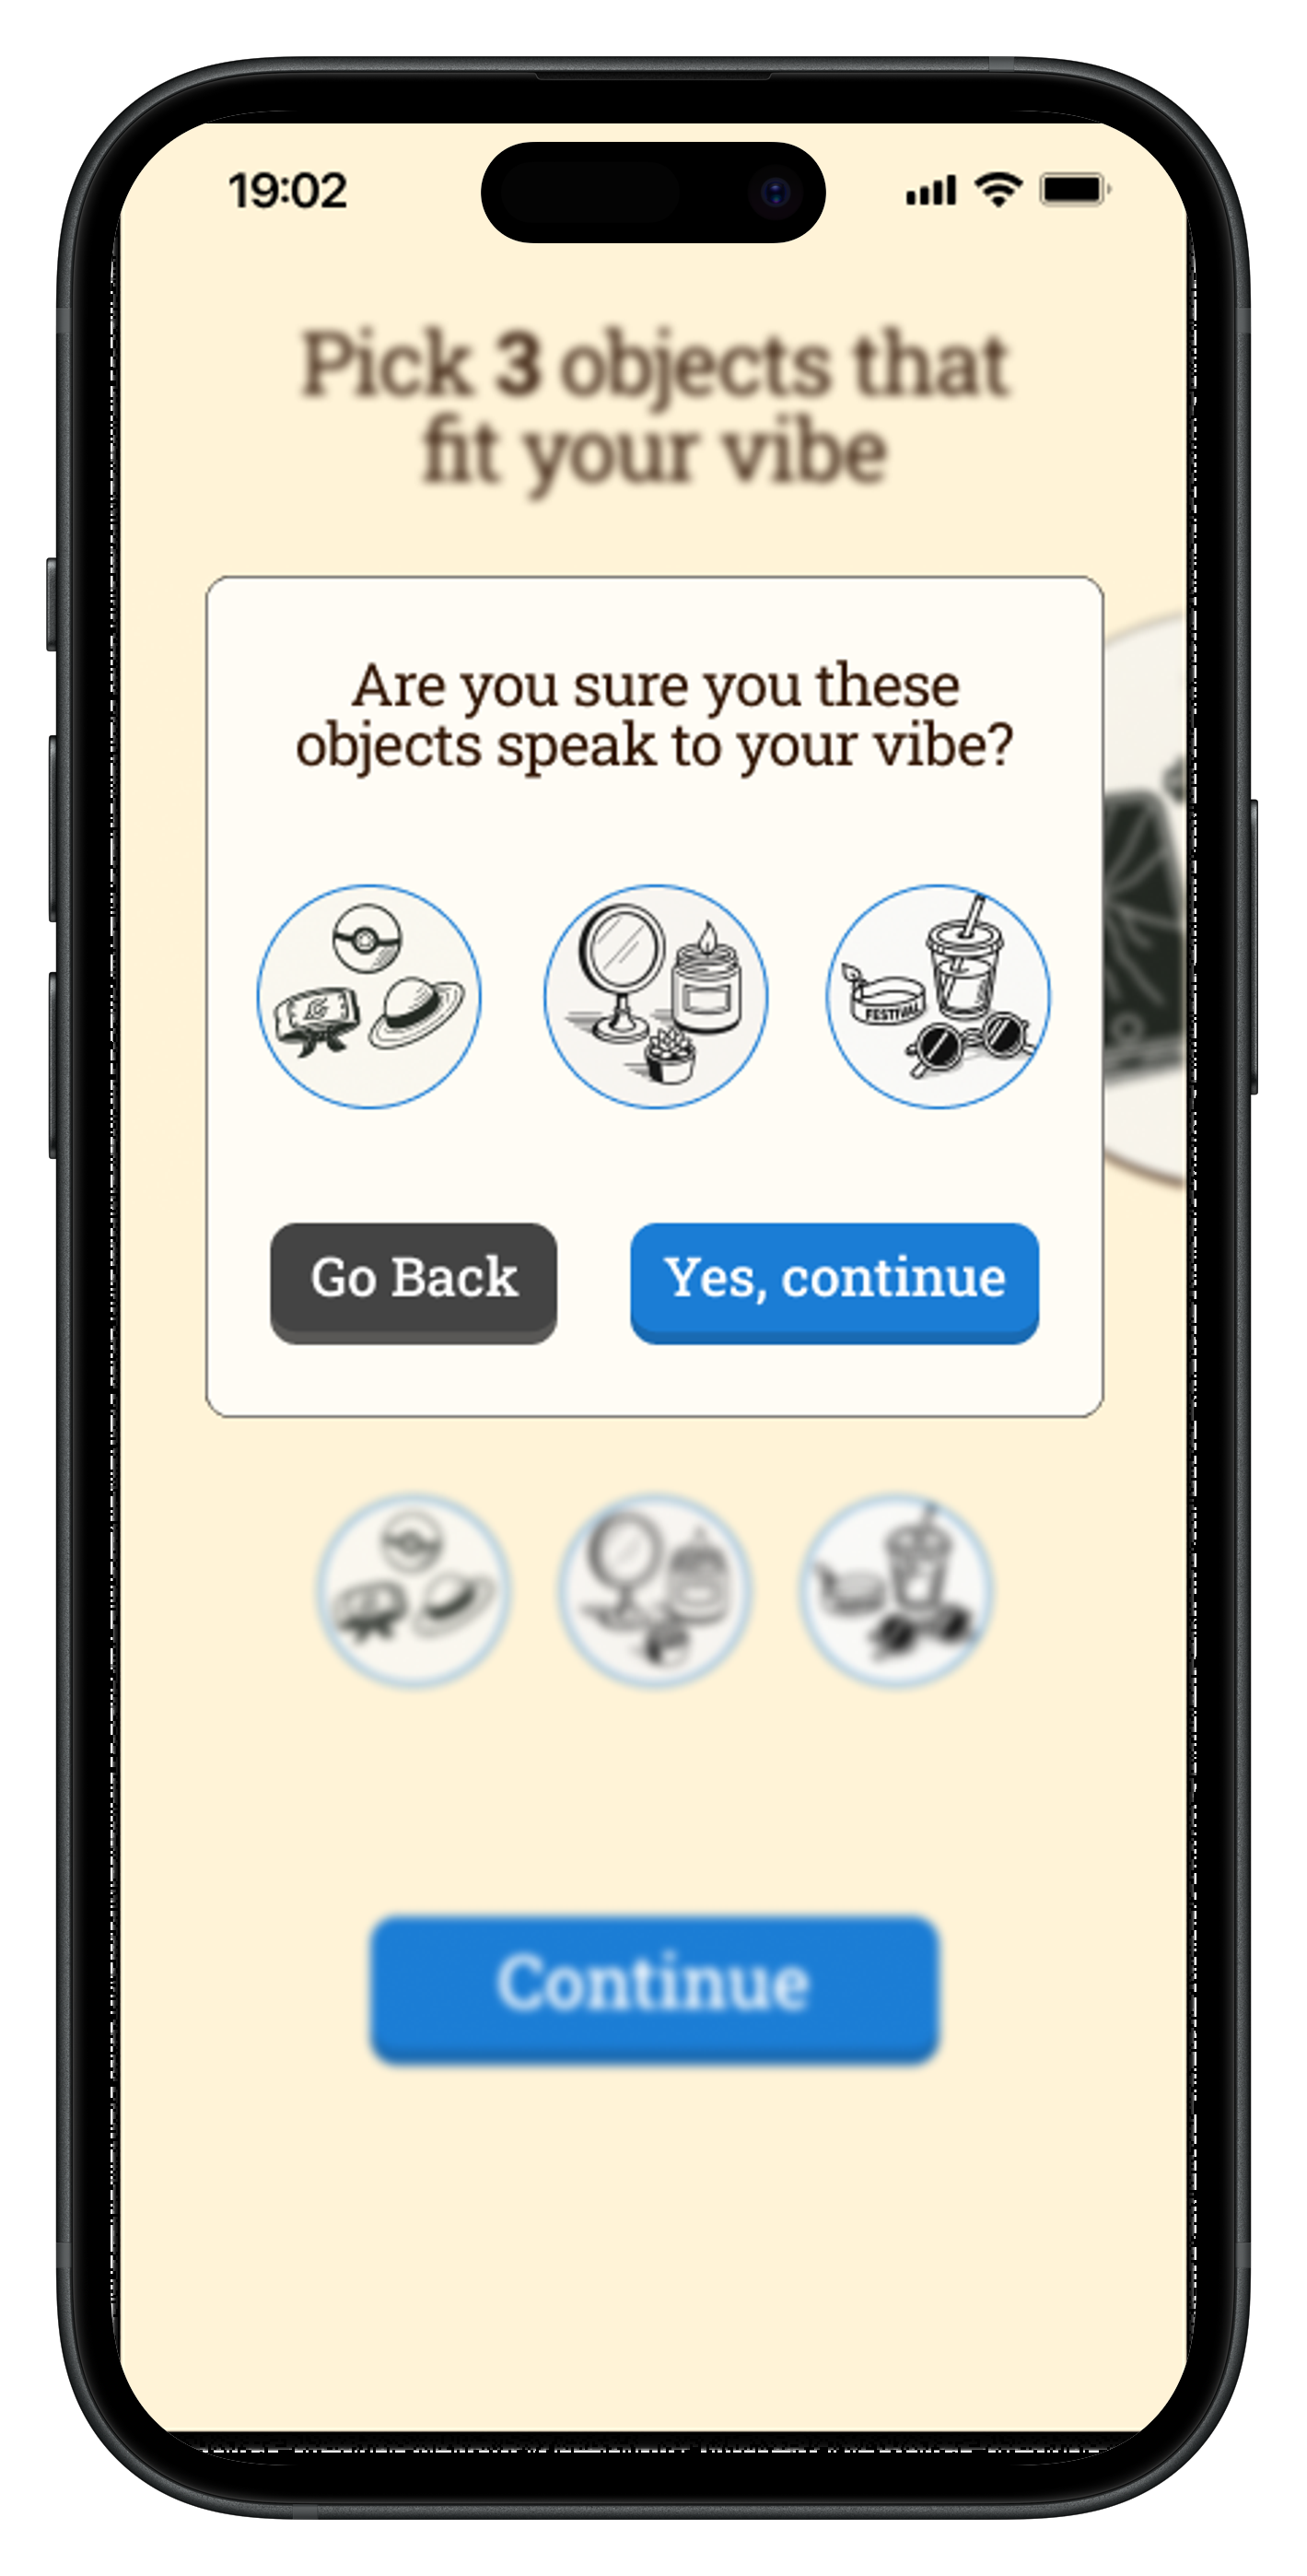 19:02
Pick 3 objects that
fit your vibe
Are you sure you these
objects speak to your vibe?
FESTIVAL
Go Back
Yes, continue
Continue